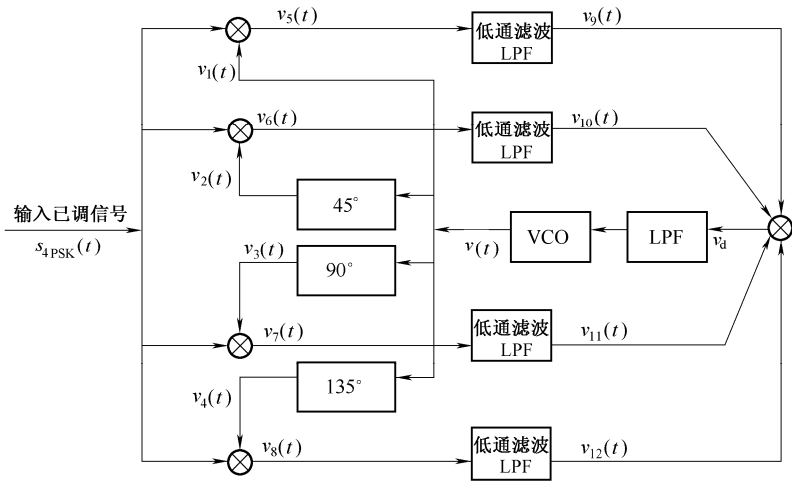 v₅(t)
低通滤波
LPF
v₉(t)
v₁(t)
v₆(t)
低通滤波
LPF
v₁₀(t)
v₂(t)
45°
输入已调信号
s₄PSK(t)
v(t)
VCO
LPF
v_d
v₃(t)
90°
v₇(t)
低通滤波
LPF
v₁₁(t)
135°
v₄(t)
v₈(t)
低通滤波
LPF
v₁₂(t)